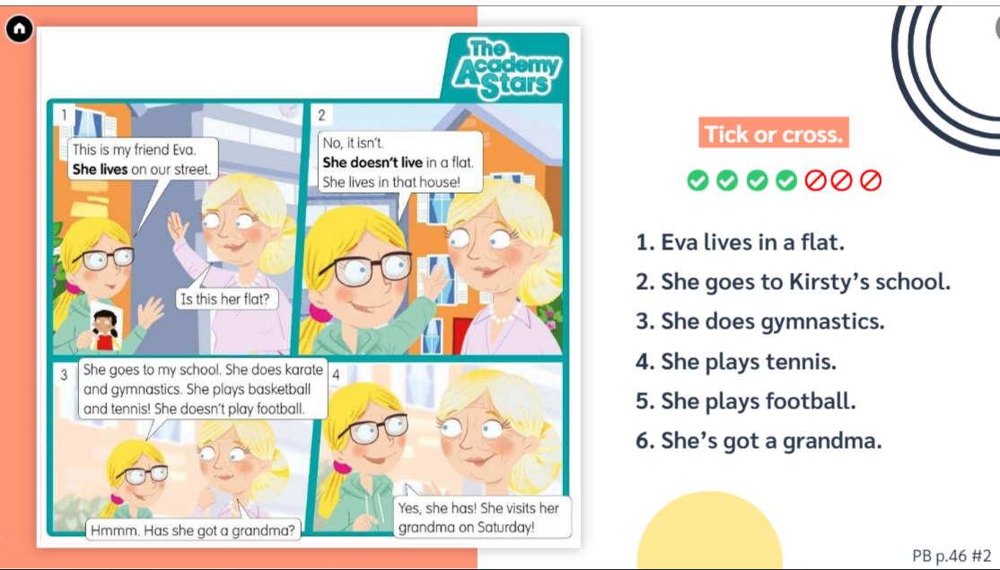 The
Academy
Stars
1
This is my friend Eva.
She lives on our street.
Is this her flat?
2
No, it isn't.
She doesn't live in a flat.
She lives in that house!
3
She goes to my school. She does karate
and gymnastics. She plays basketball
and tennis! She doesn't play football.
Hmmm. Has she got a grandma?
4
Yes, she has! She visits her
grandma on Saturday!
Tick or cross.
1. Eva lives in a flat.
2. She goes to Kirsty's school.
3. She does gymnastics.
4. She plays tennis.
5. She plays football.
6. She's got a grandma.
PB p.46 #2